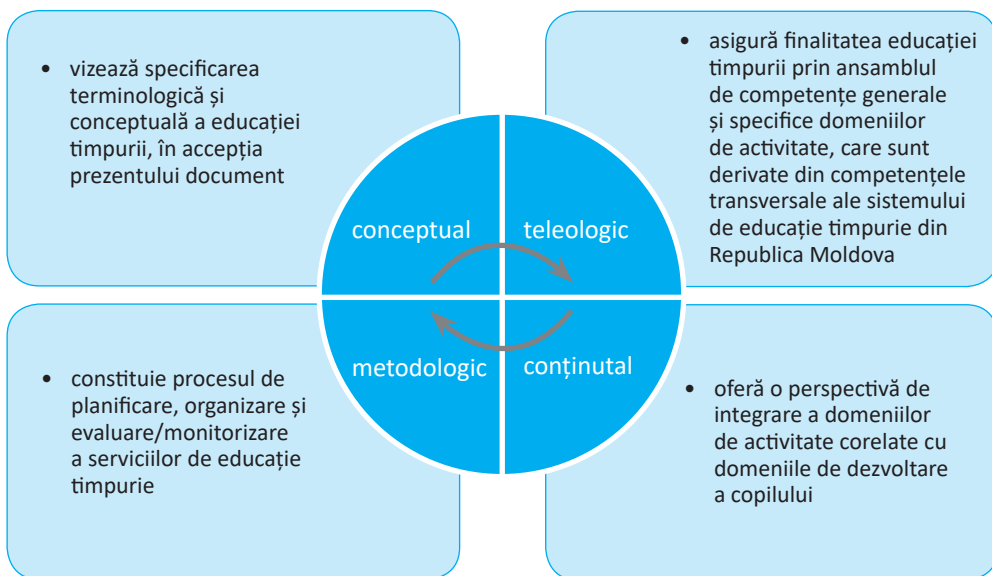 • vizează specificarea
terminologică și
conceptuală a educației
timpurii, în accepția
prezentului document
• asigură finalitatea educației
timpurii prin ansamblul
de competențe generale
și specifice domeniilor
de activitate, care sunt
derivate din competențele
transversale ale sistemului
de educație timpurie din
Republica Moldova
conceptual
teleologic
metodologic
conținutal
• constituie procesul de
planificare, organizare și
evaluare/monitorizare
a serviciilor de educație
timpurie
• oferă o perspectivă de
integrare a domeniilor
de activitate corelate cu
domeniile de dezvoltare
a copilului